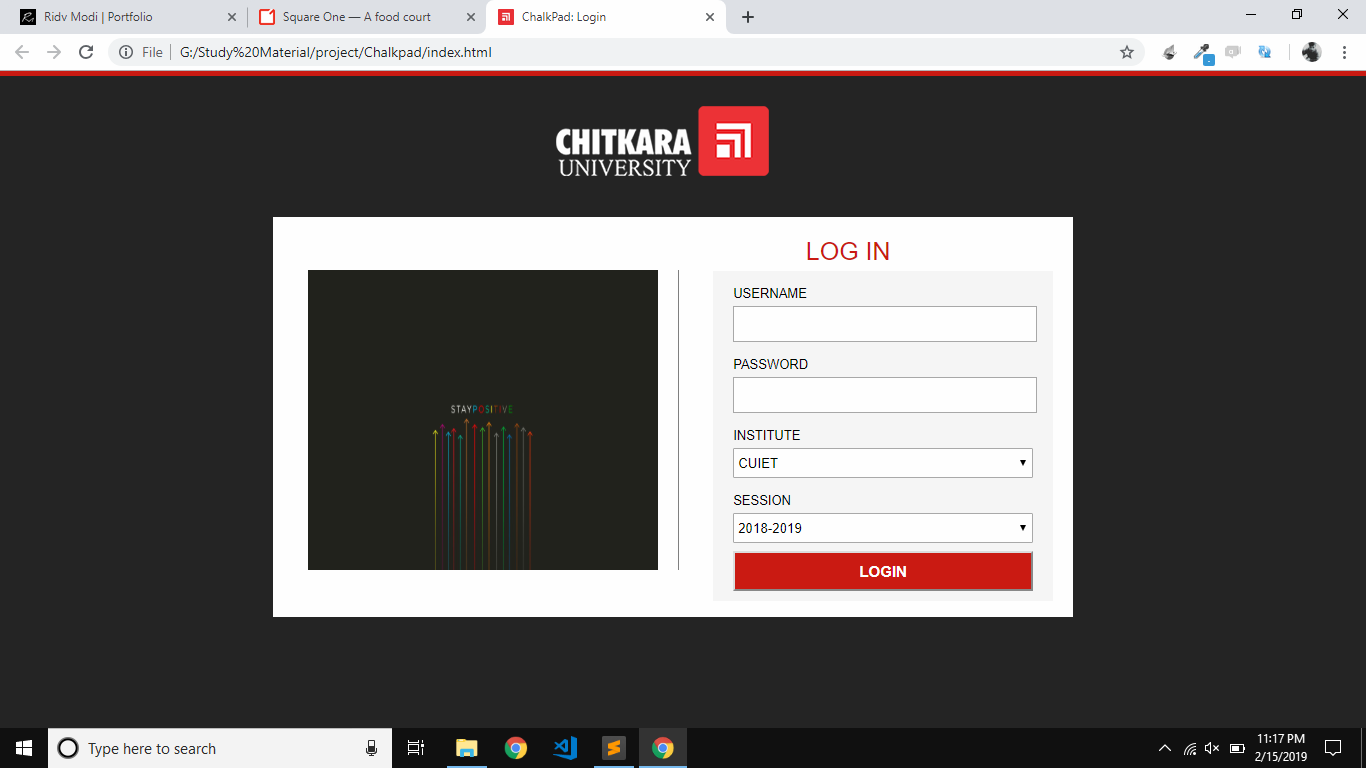 Ridv Modi | Portfolio
Square One — A food court
ChalkPad: Login
File
G:/Study%20Material/project/Chalkpad/index.html
CHITKARA
UNIVERSITY
LOG IN
USERNAME
PASSWORD
INSTITUTE
CUIET
SESSION
2018-2019
LOGIN
STAYPOSITIVE
Type here to search
11:17 PM
2/15/2019